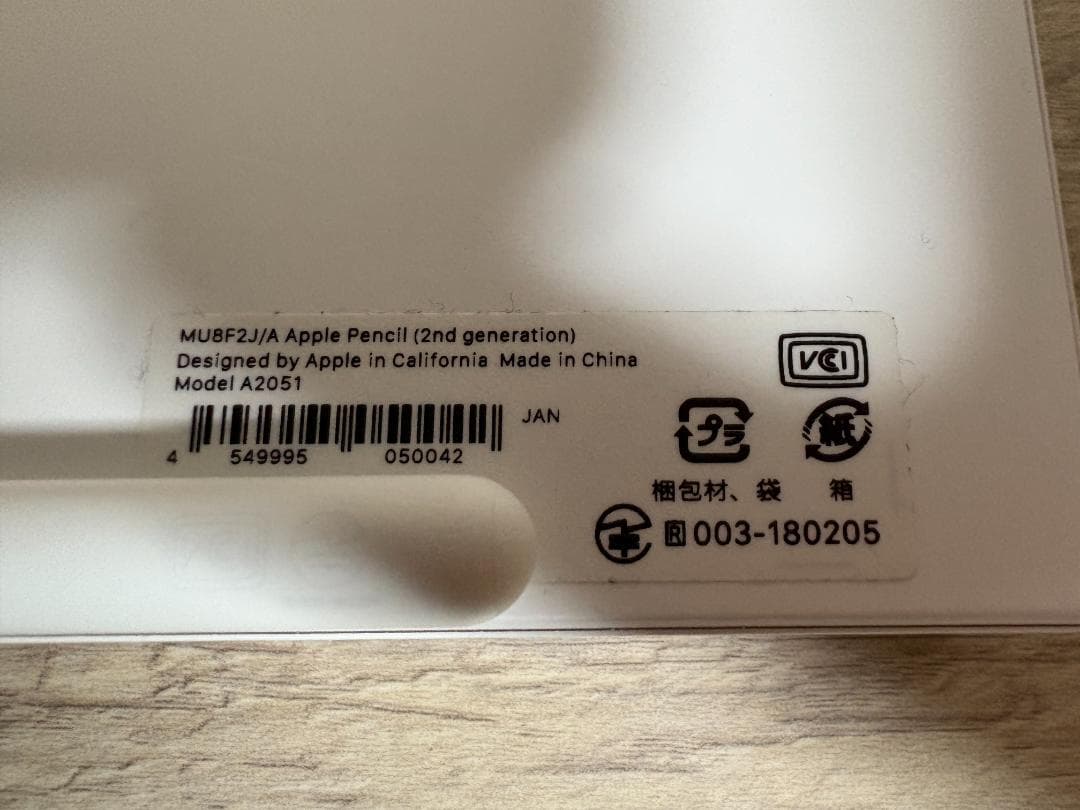 MU8F2J/A Apple Pencil (2nd generation)
Designed by Apple in California Made in China
Model A2051
JAN
4 549995 050042
VCI
プラ 紙
梱包材、袋 箱
R 003-180205